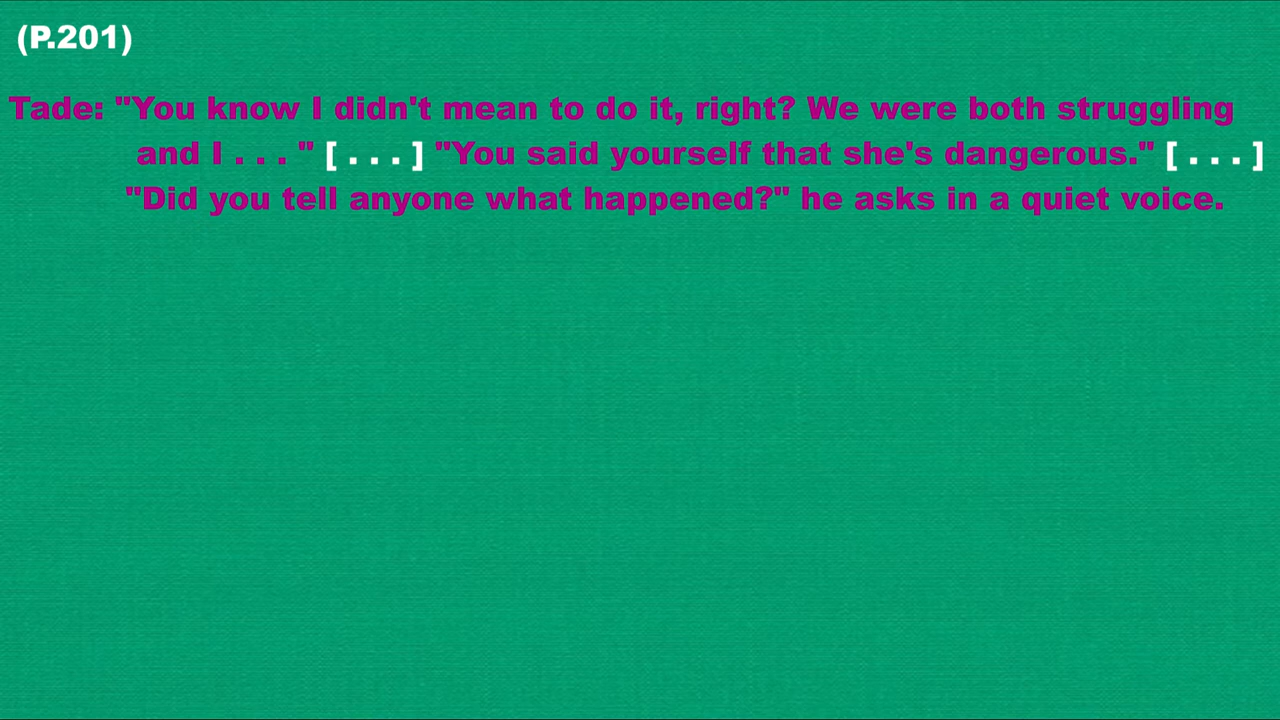 (P.201)
Tade: "You know I didn't mean to do it, right? We were both struggling
and I . . . " [ . . . ] "You said yourself that she's dangerous." [ . . . ]
"Did you tell anyone what happened?" he asks in a quiet voice.